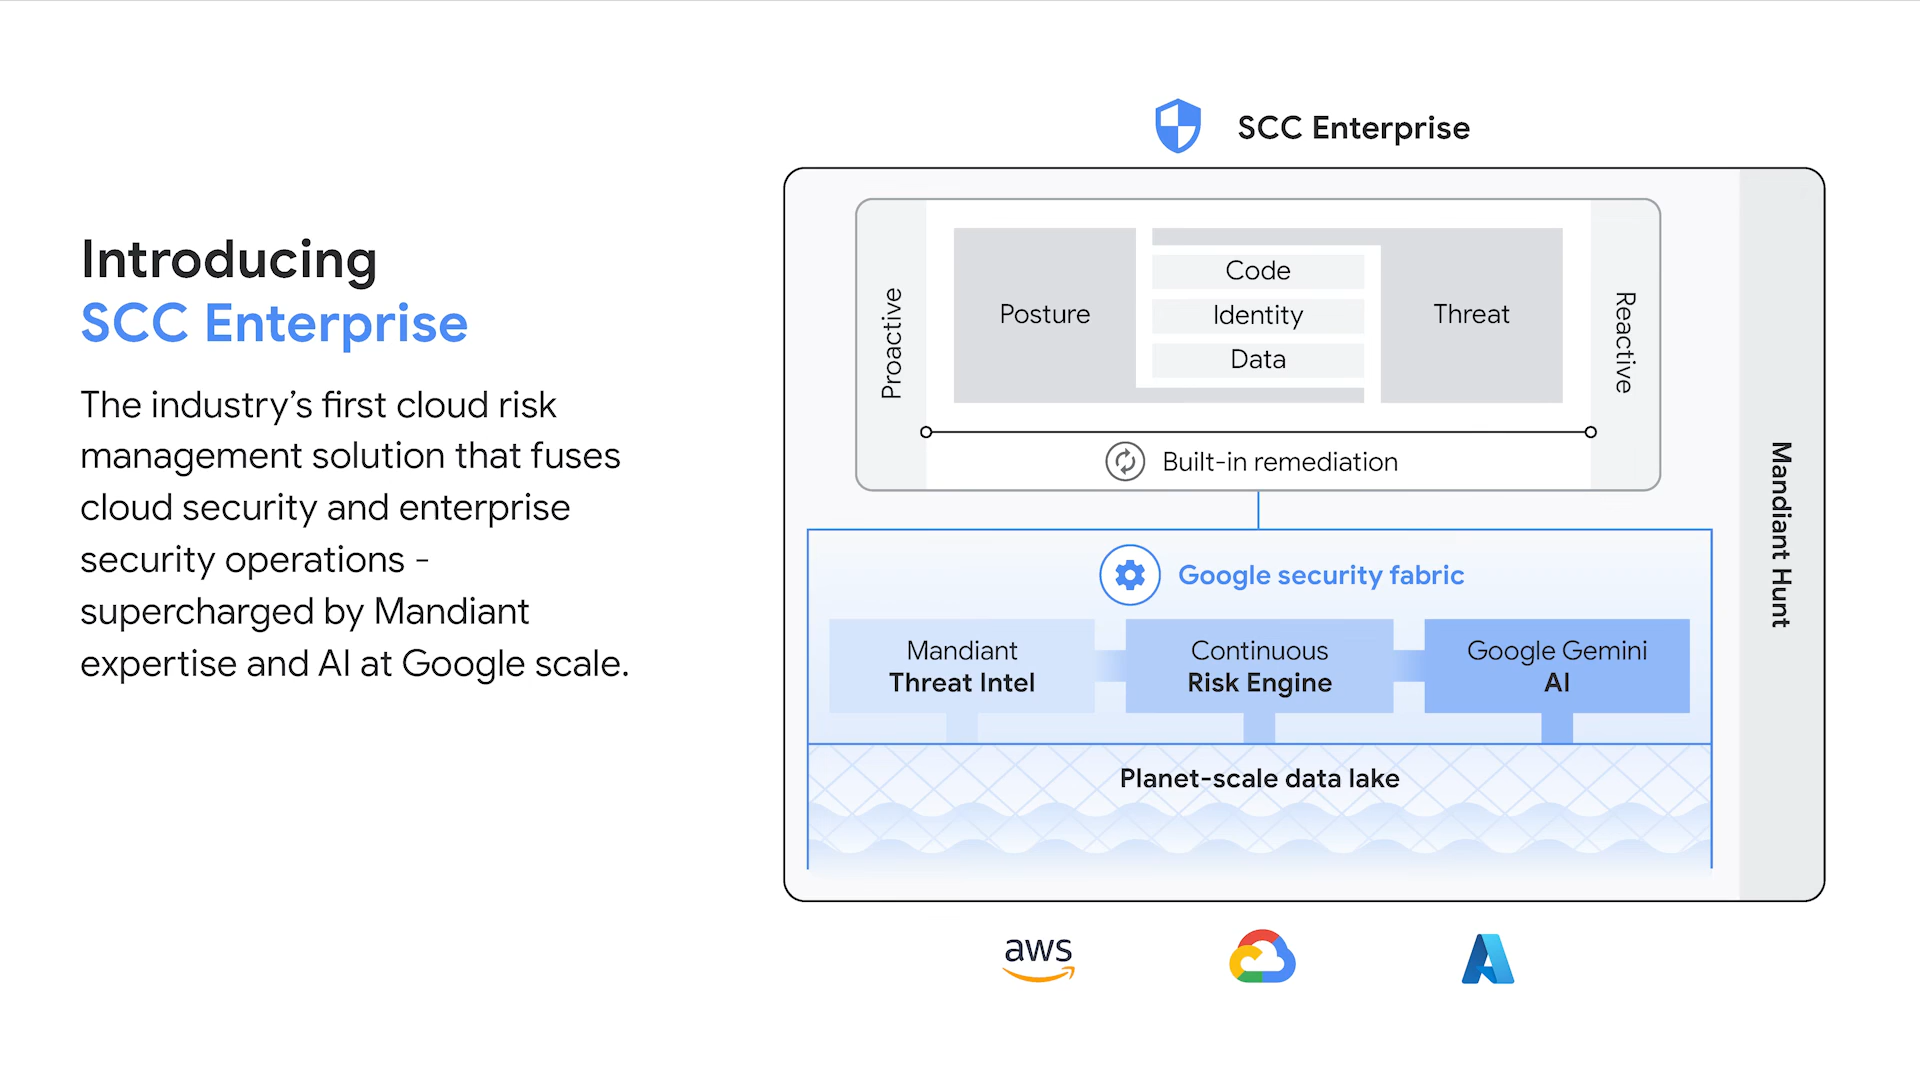 Introducing
SCC Enterprise
The industry’s first cloud risk
management solution that fuses
cloud security and enterprise
security operations -
supercharged by Mandiant
expertise and AI at Google scale.
SCC Enterprise
Proactive
Posture
Code
Identity
Data
Threat
Reactive
Built-in remediation
Google security fabric
Mandiant
Threat Intel
Continuous
Risk Engine
Google Gemini
AI
Planet-scale data lake
Mandiant Hunt
aws